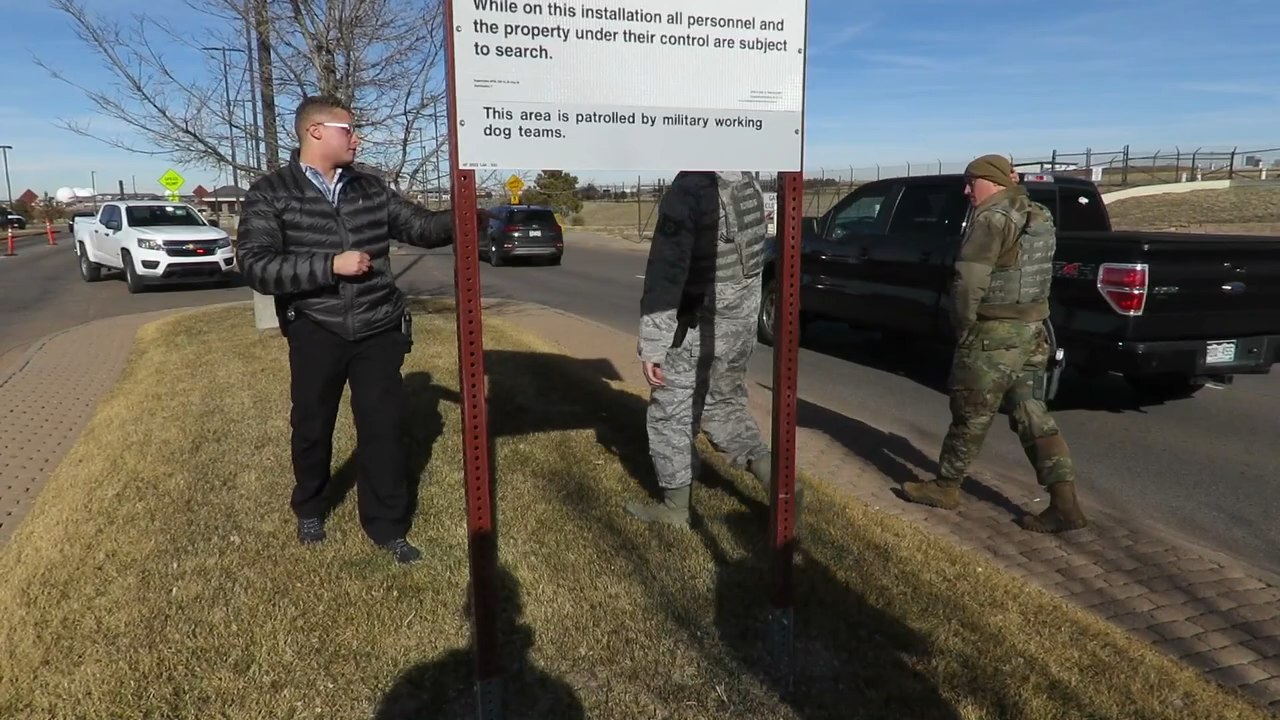 While on this installation all personnel and
the property under their control are subject
to search.
This area is patrolled by military working
dog teams.